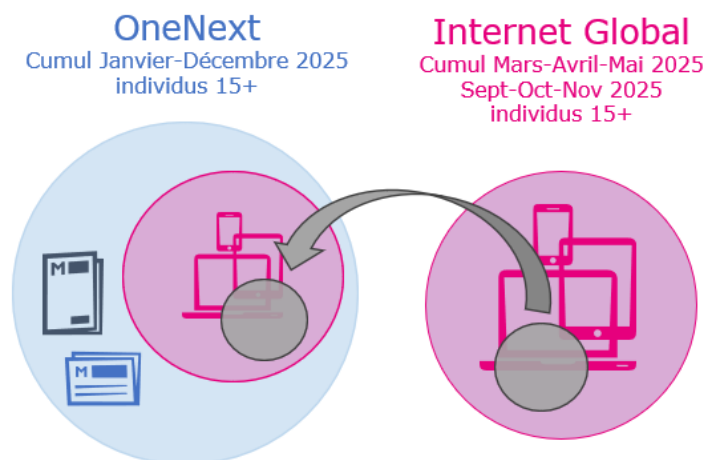 OneNext
Cumul Janvier-Décembre 2025
individus 15+
Internet Global
Cumul Mars-Avril-Mai 2025
Sept-Oct-Nov 2025
individus 15+
M
M